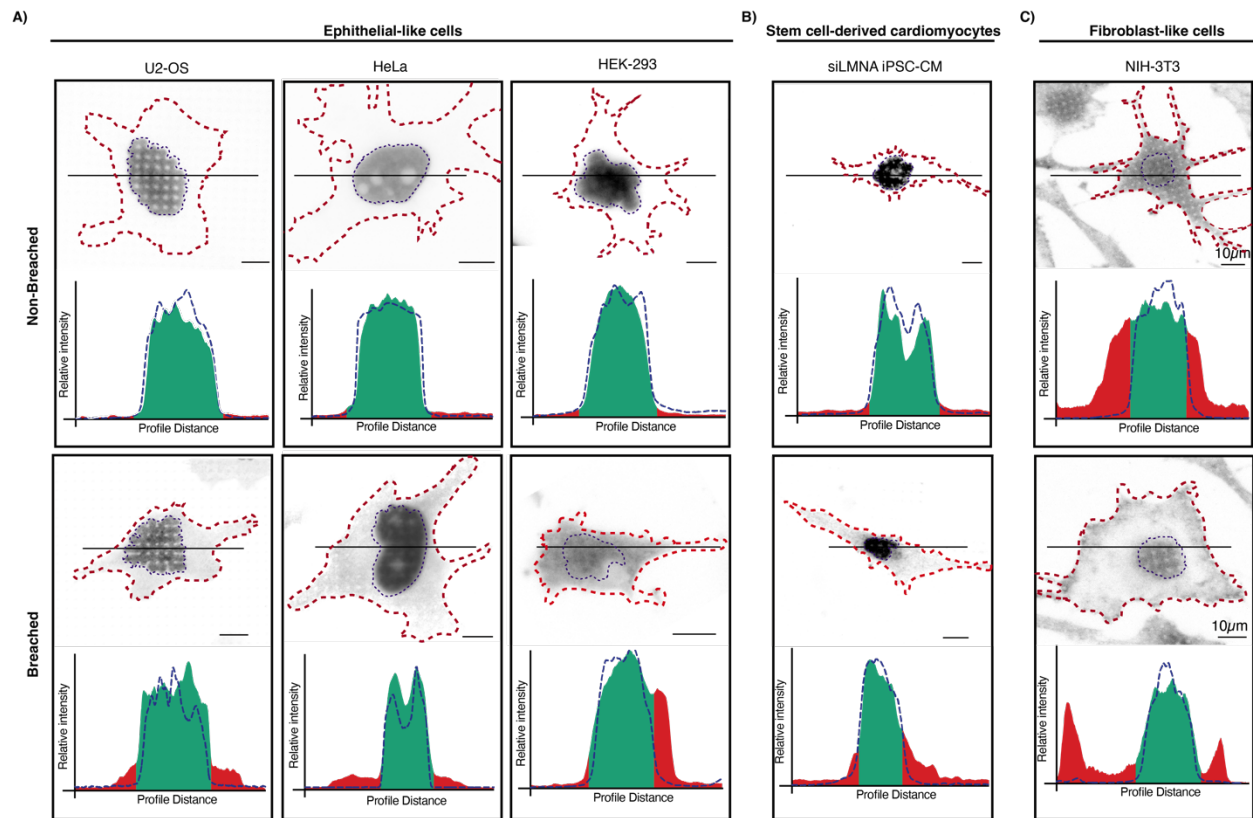 A)
Ephithelial-like cells
B)
Stem cell-derived cardiomyocytes
C)
Fibroblast-like cells
U2-OS
HeLa
HEK-293
siLMNA iPSC-CM
NIH-3T3
Non-Breached
10µm
Relative intensity
Relative intensity
Relative intensity
Relative intensity
Relative intensity
Profile Distance
Profile Distance
Profile Distance
Profile Distance
Profile Distance
Breached
10µm
Relative intensity
Relative intensity
Relative intensity
Relative intensity
Relative intensity
Profile Distance
Profile Distance
Profile Distance
Profile Distance
Profile Distance